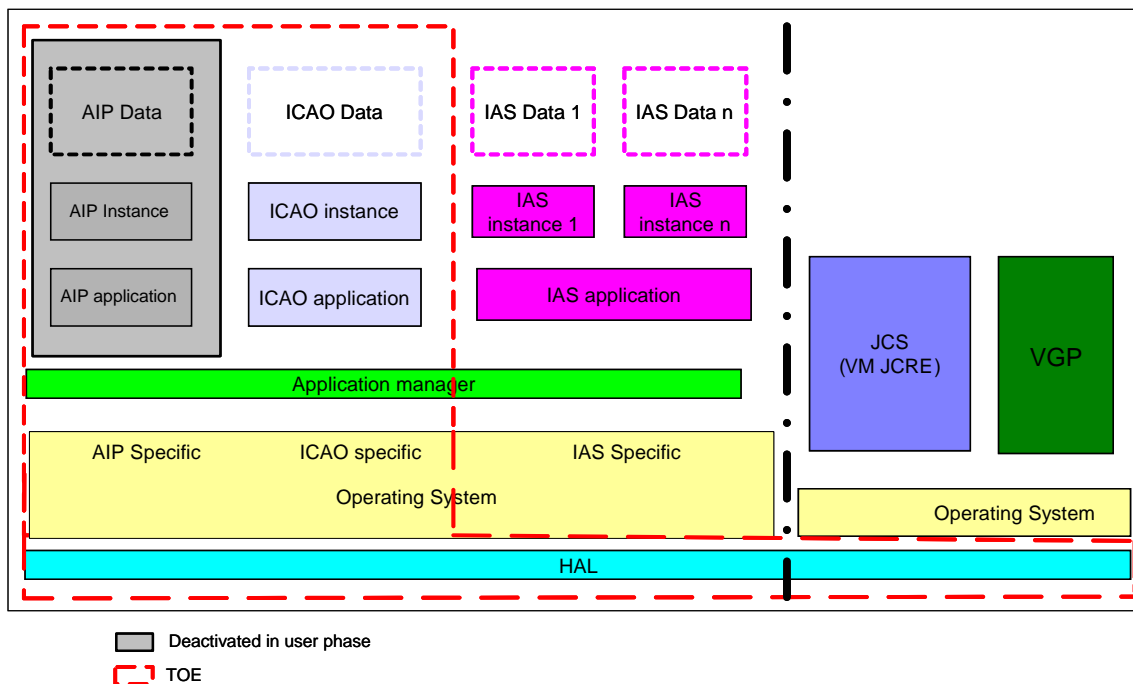 AIP Data
ICAO Data
IAS Data 1
IAS Data n
AIP Instance
ICAO instance
IAS
instance 1
IAS
instance n
AIP application
ICAO application
IAS application
JCS
(VM JCRE)
VGP
Application manager
AIP Specific
ICAO specific
IAS Specific
Operating System
Operating System
HAL
Deactivated in user phase
TOE